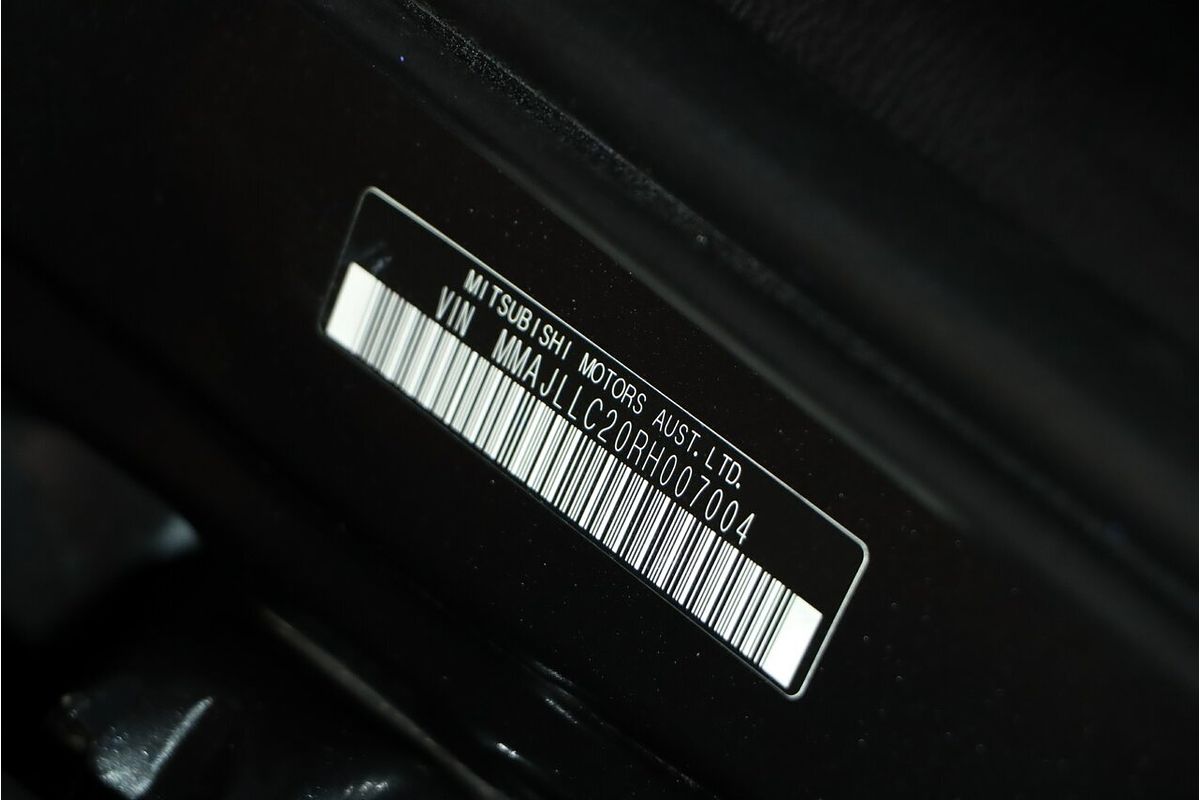 MITSUBISHI MOTORS AUST. LTD.
VIN MMAJLLC20RH007004